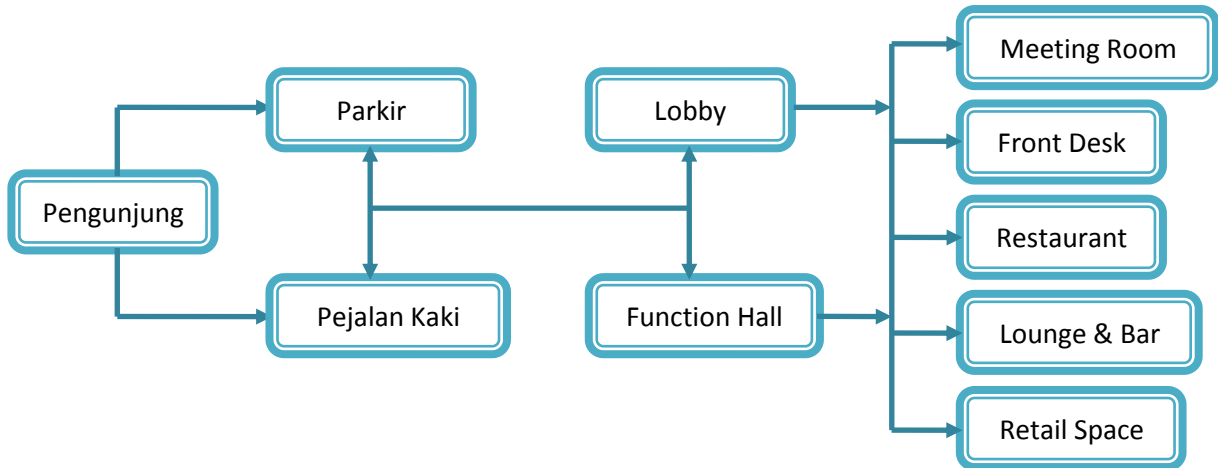 Pengunjung
Parkir
Pejalan Kaki
Lobby
Function Hall
Meeting Room
Front Desk
Restaurant
Lounge & Bar
Retail Space